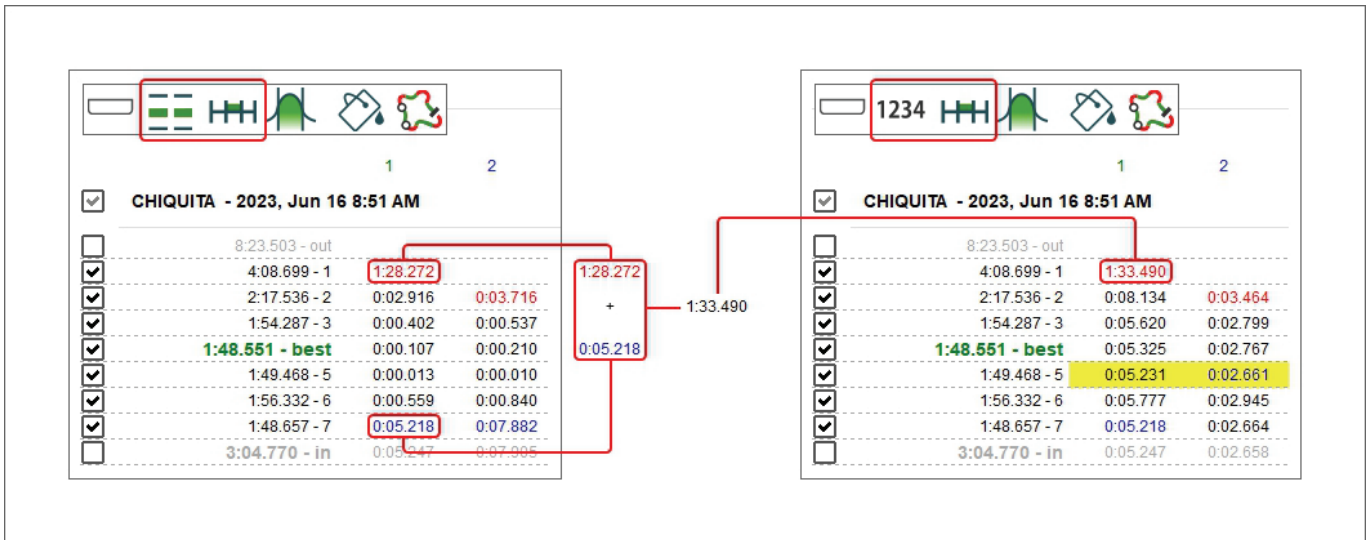 1 2
CHIQUITA - 2023, Jun 16 8:51 AM
8:23.503 - out
4:08.699 - 1 1:28.272
2:17.536 - 2 0:02.916 0:03.716
1:54.287 - 3 0:00.402 0:00.537
1:48.551 - best 0:00.107 0:00.210
1:49.468 - 5 0:00.013 0:00.010
1:56.332 - 6 0:00.559 0:00.840
1:48.657 - 7 0:05.218 0:07.882
3:04.770 - in 0:05.247
1:28.272
+
0:05.218
1:33.490
1234
1 2
CHIQUITA - 2023, Jun 16 8:51 AM
8:23.503 - out
4:08.699 - 1 1:33.490
2:17.536 - 2 0:08.134 0:03.464
1:54.287 - 3 0:05.620 0:02.799
1:48.551 - best 0:05.325 0:02.767
1:49.468 - 5 0:05.231 0:02.661
1:56.332 - 6 0:05.777 0:02.945
1:48.657 - 7 0:05.218 0:02.664
3:04.770 - in 0:05.247 0:02.658